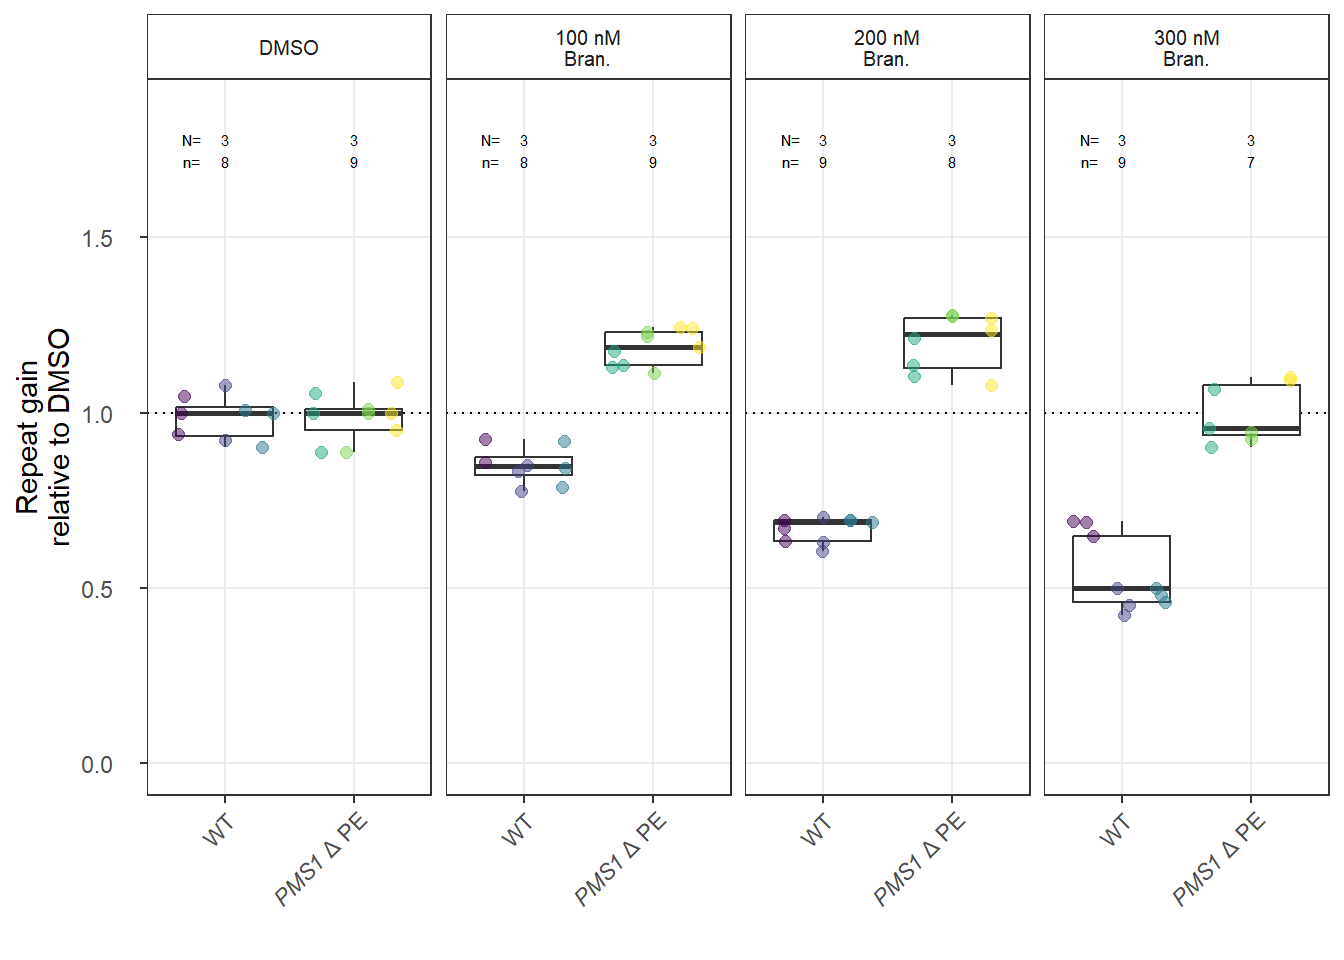 DMSO
100 nM
Bran.
200 nM
Bran.
300 nM
Bran.
N= 3 3
n= 8 9
N= 3 3
n= 8 9
N= 3 3
n= 9 8
N= 3 3
n= 9 7
Repeat gain
relative to DMSO
1.5
1.0
0.5
0.0
WT
PMS1 Δ PE
WT
PMS1 Δ PE
WT
PMS1 Δ PE
WT
PMS1 Δ PE